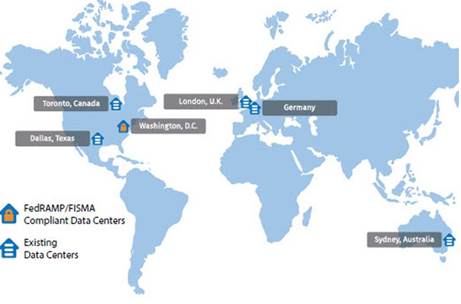 Toronto, Canada
London, U.K.
Germany
Washington, D.C.
Dallas, Texas
FedRAMP/FISMA
Compliant Data Centers
Existing
Data Centers
Sydney, Australia